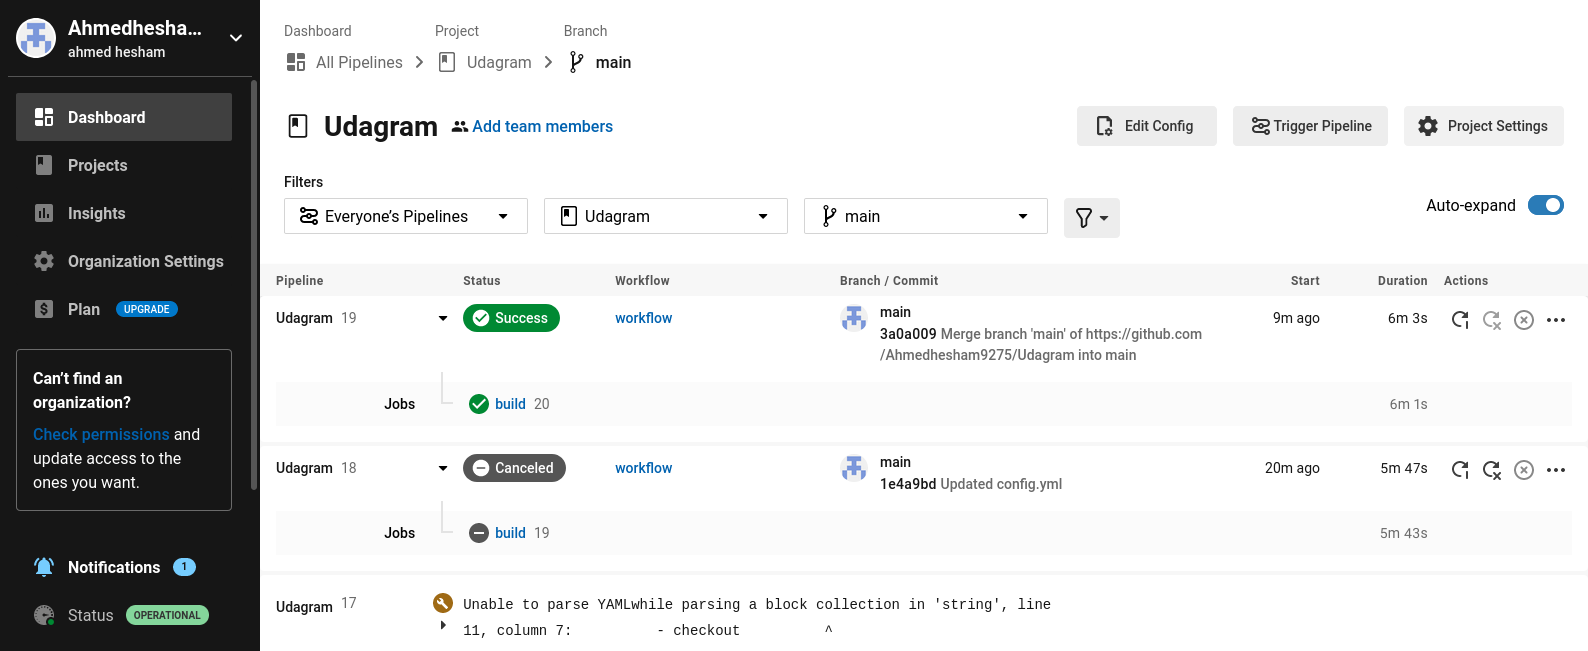 Ahmedhesha...
ahmed hesham
Dashboard
Projects
Insights
Organization Settings
Plan UPGRADE
Can't find an
organization?
Check permissions and
update access to the
ones you want.
Notifications 1
Status OPERATIONAL
Dashboard Project Branch
All Pipelines Udagram main
Udagram Add team members
Edit Config Trigger Pipeline Project Settings
Filters
Everyone's Pipelines Udagram main
Auto-expand
Pipeline Status Workflow Branch / Commit Start Duration Actions
Udagram 19 Success workflow main 9m ago 6m 3s
3a0a009 Merge branch 'main' of https://github.com
/Ahmedhesham9275/Udagram into main
Jobs build 20 6m 1s
Udagram 18 Canceled workflow main 20m ago 5m 47s
1e4a9bd Updated config.yml
Jobs build 19 5m 43s
Udagram 17 Unable to parse YAMLwhile parsing a block collection in 'string', line
11, column 7: - checkout ^